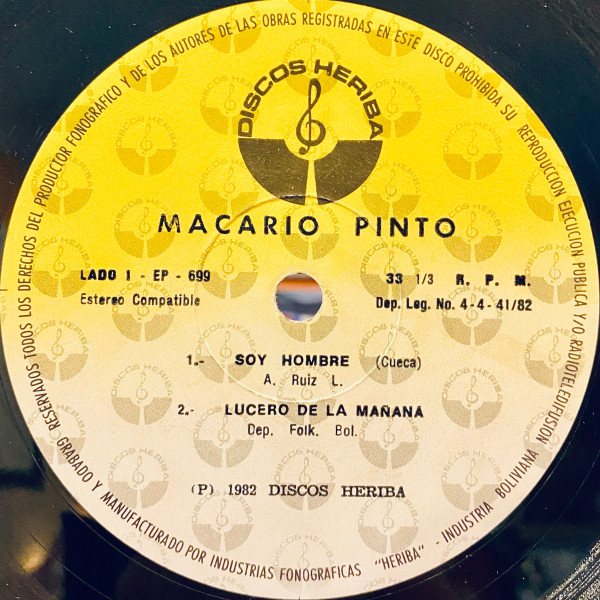 RESERVADOS TODOS LOS DERECHOS DEL PRODUCTOR FONOGRAFICO Y DE LOS AUTORES DE LAS OBRAS REGISTRADAS EN ESTE DISCO PROHIBIDA SU REPRODUCCION EJECUCION PUBLICA Y/O RADIOTELEDIFUSION
DISCOS HERIBA
MACARIO PINTO
LADO 1 - EP - 699
Estereo Compatible
33 1/3 R. P. M.
Dep. Leg. No. 4-4-41/82
1.- SOY HOMBRE (Cueca)
A. Ruiz L.
2.- LUCERO DE LA MAÑANA
Dep. Folk. Bol.
(P) 1982 DISCOS HERIBA
GRABADO Y MANUFACTURADO POR INDUSTRIAS FONOGRAFICAS "HERIBA" - INDUSTRIA BOLIVIANA